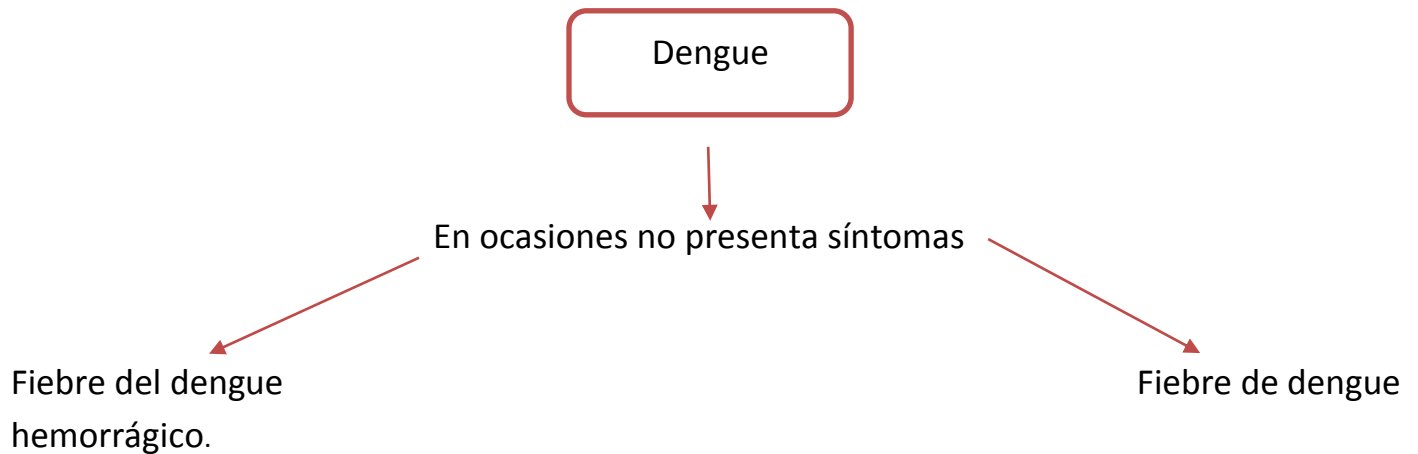 Dengue
En ocasiones no presenta síntomas
Fiebre del dengue
hemorrágico.
Fiebre de dengue